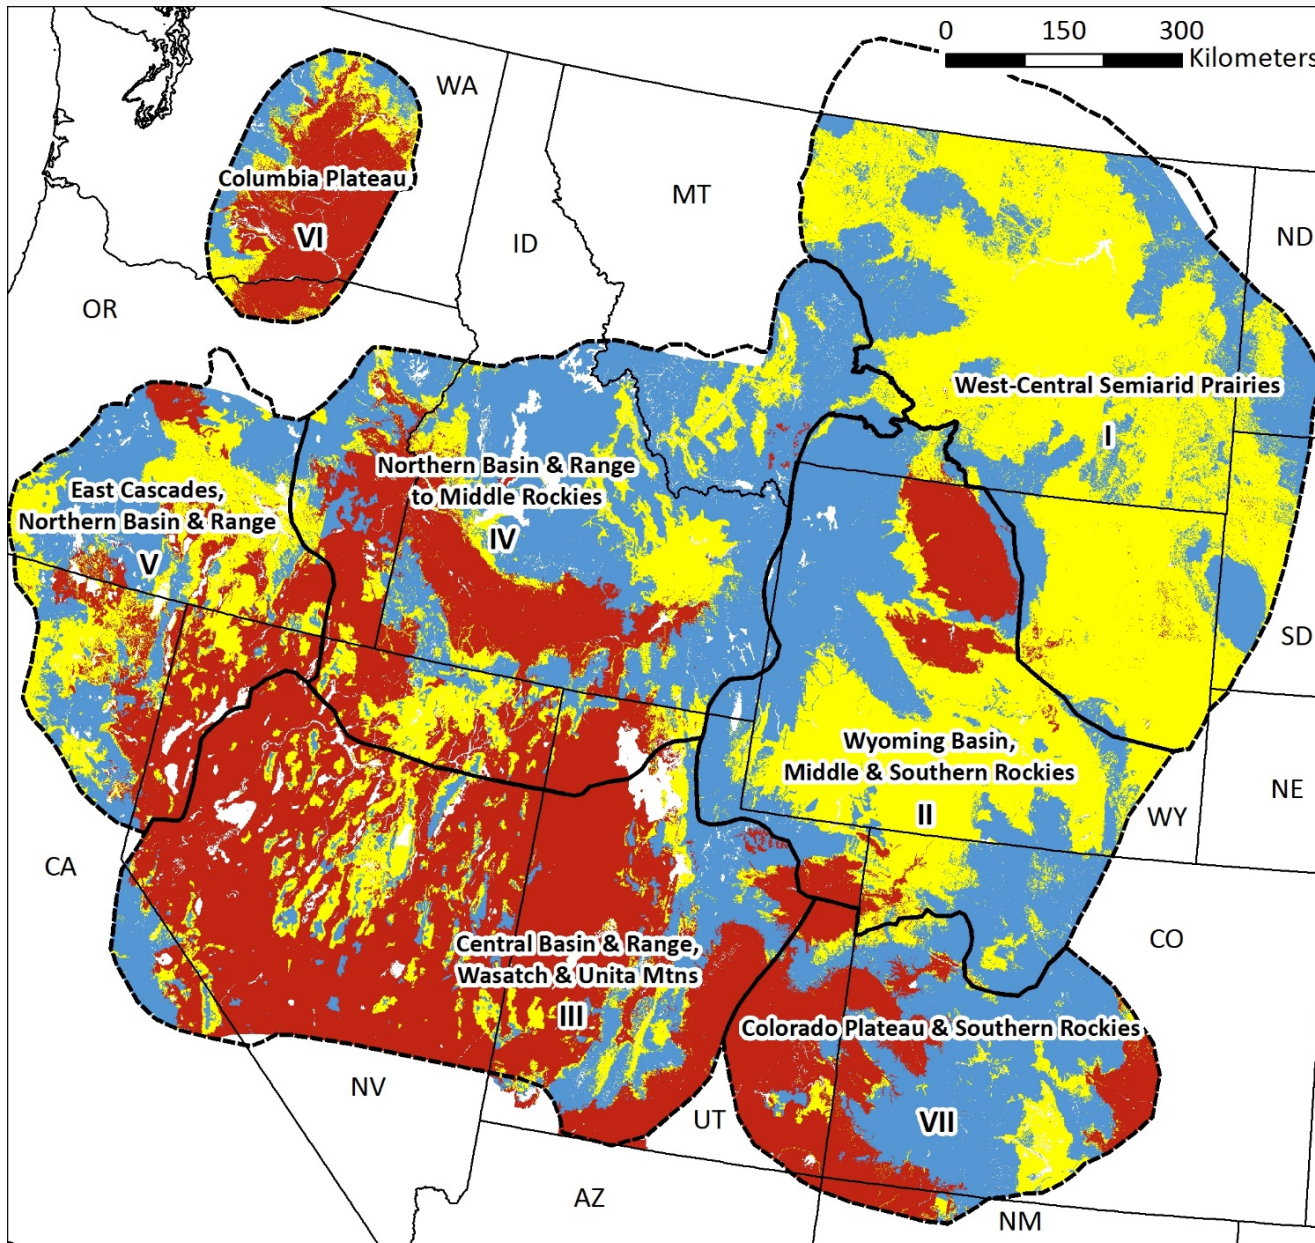 0 150 300
Kilometers
WA
Columbia Plateau
VI
MT
ID
ND
OR
West-Central Semiarid Prairies
I
Northern Basin & Range
to Middle Rockies
IV
East Cascades,
Northern Basin & Range
V
SD
Wyoming Basin,
Middle & Southern Rockies
II
NE
WY
CA
CO
Central Basin & Range,
Wasatch & Unita Mtns
III
Colorado Plateau & Southern Rockies
VII
NV
UT
AZ
NM